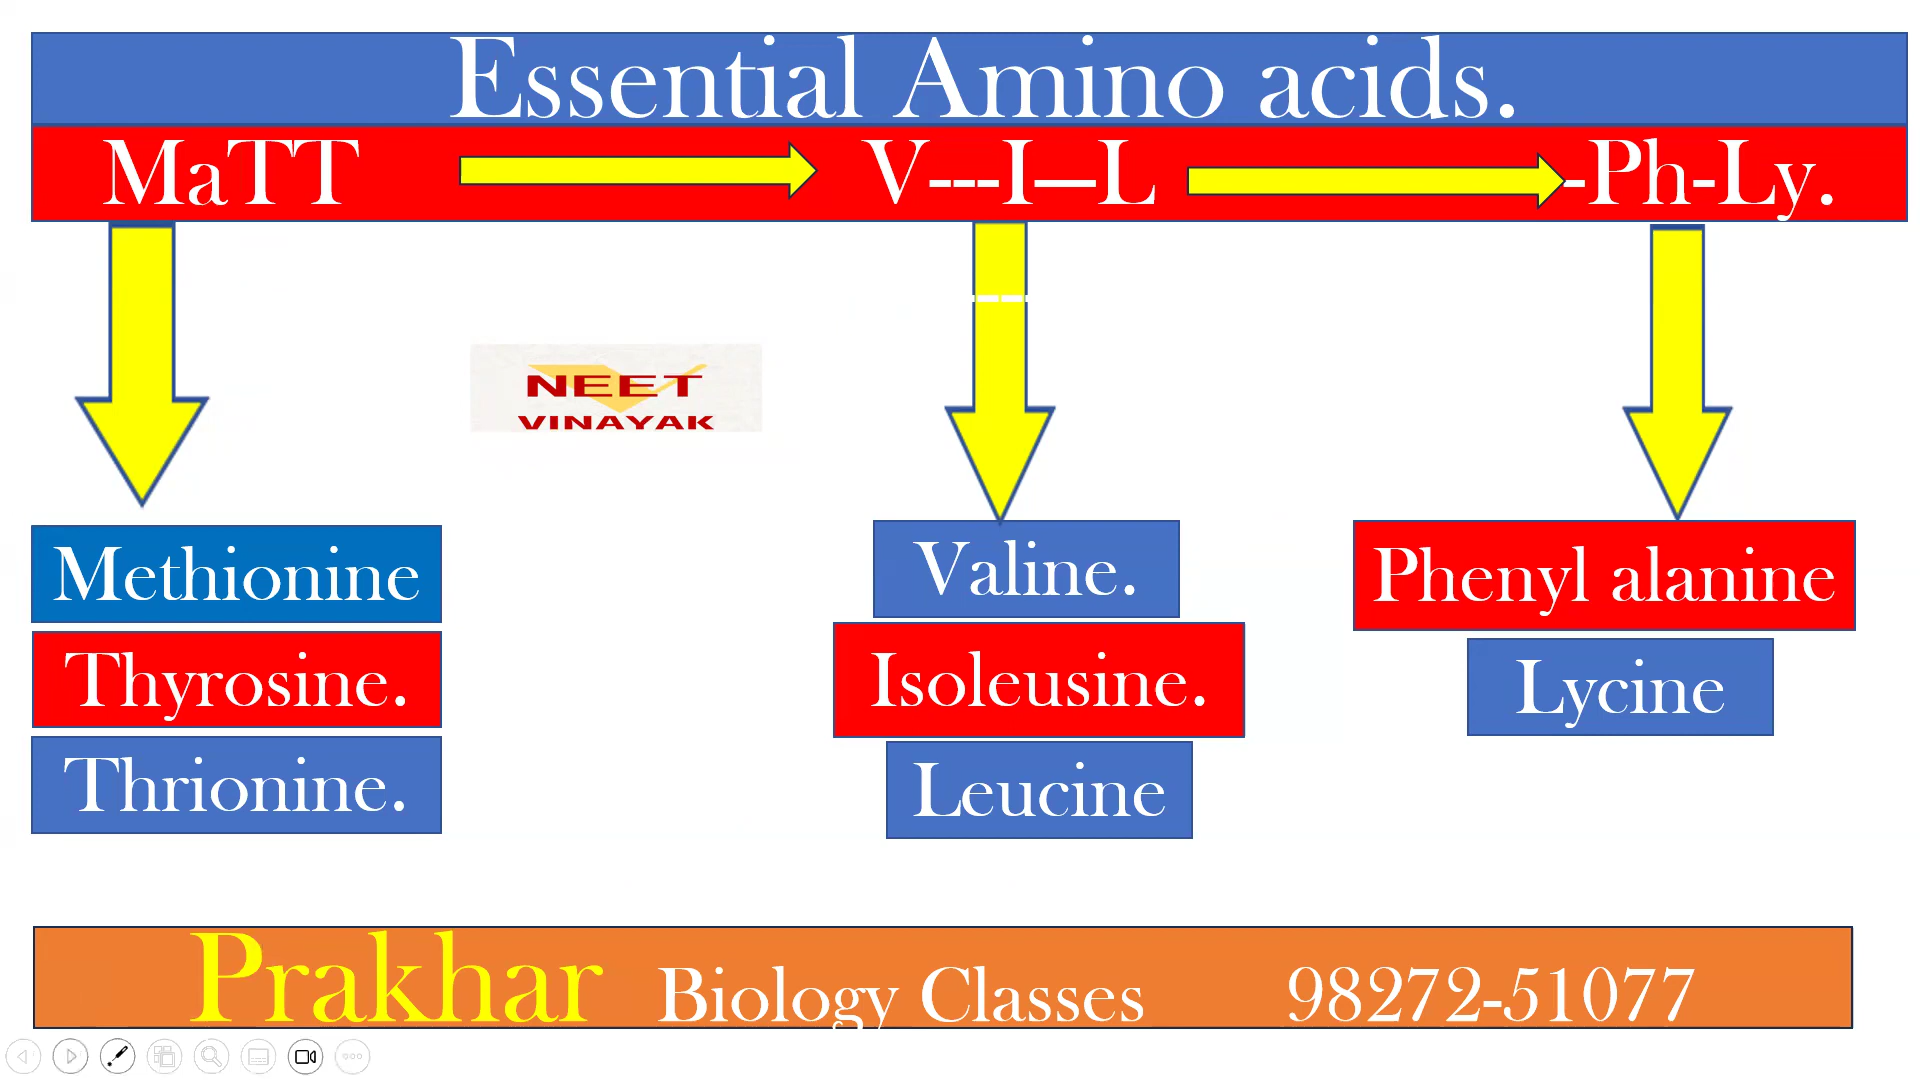 Essential Amino acids.
MaTT V---I—L -Ph-Ly.
NEET
VINAYAK
Methionine
Thyrosine.
Thrionine.
Valine.
Isoleusine.
Leucine
Phenyl alanine
Lycine
Prakhar Biology Classes 98272-51077